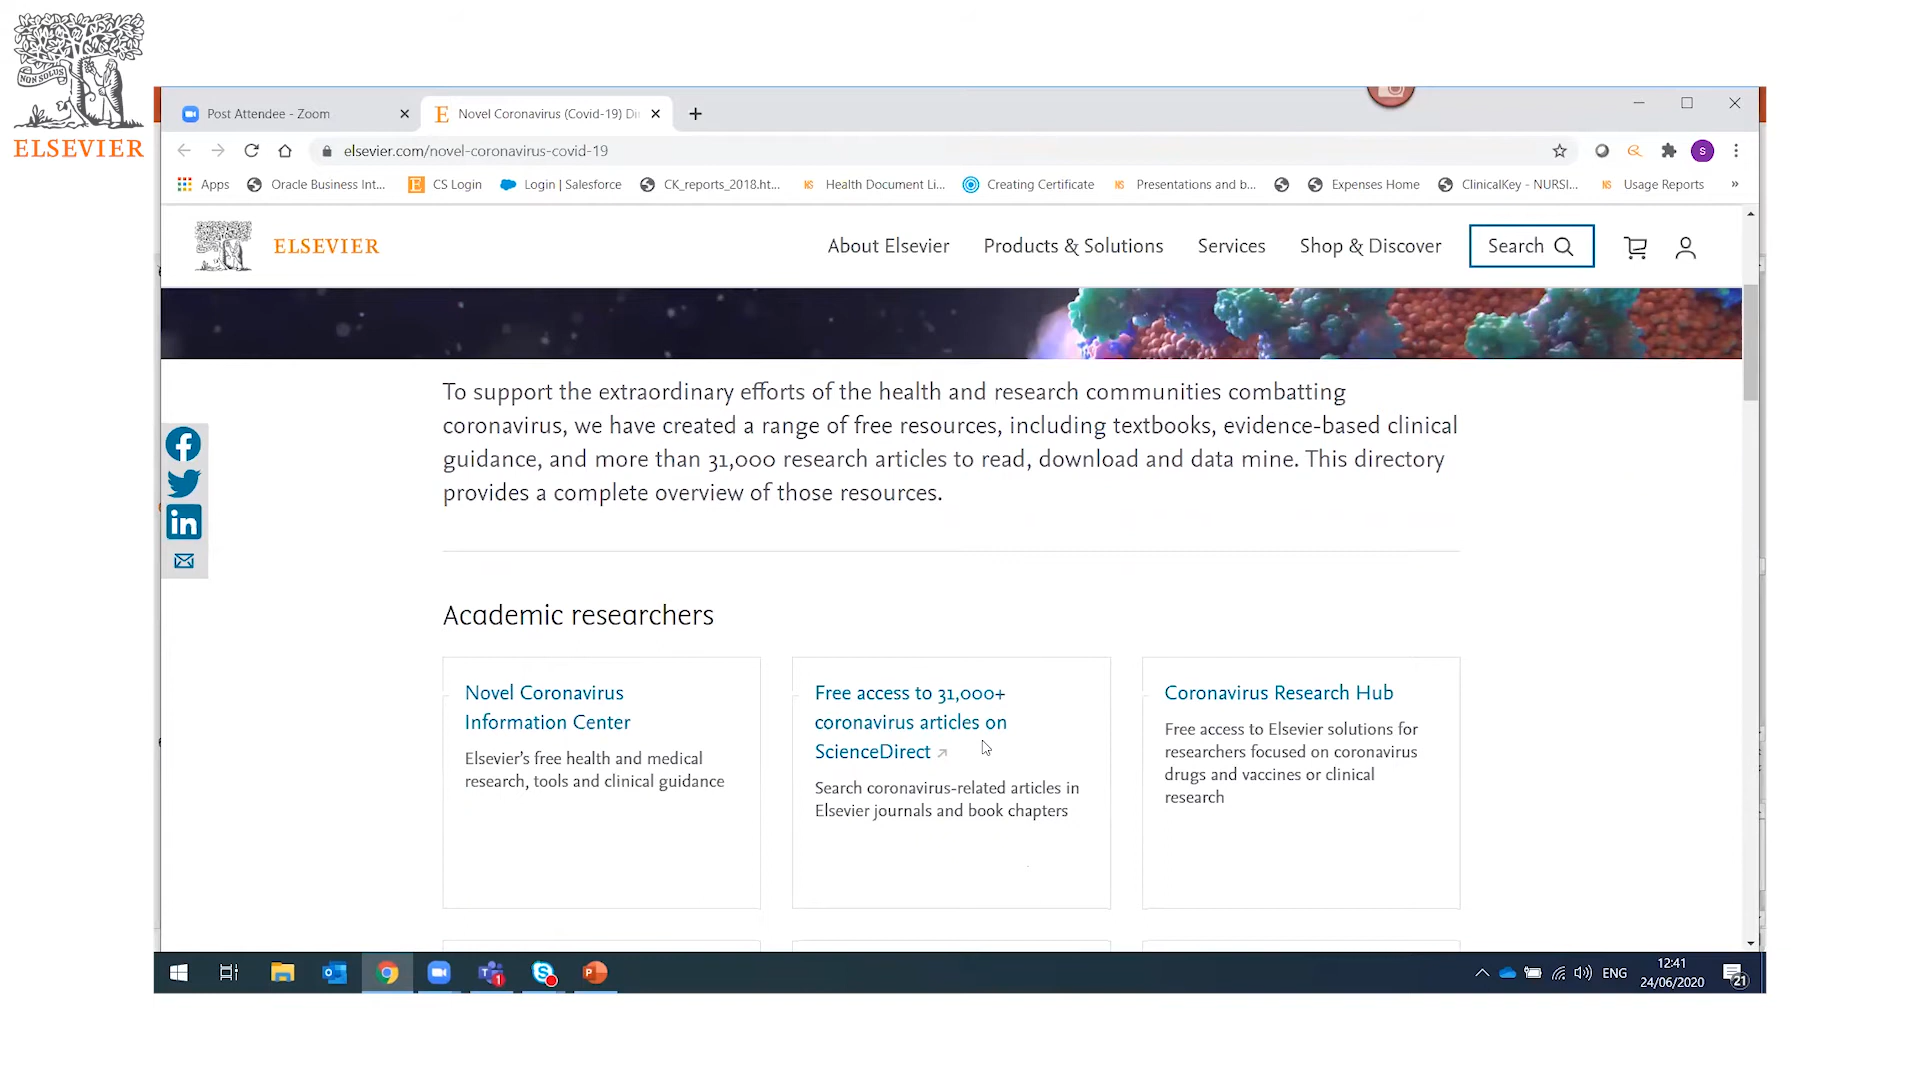 NON SOLUS
ELSEVIER
Post Attendee - Zoom
Novel Coronavirus (Covid-19) Di
elsevier.com/novel-coronavirus-covid-19
S
Apps
Oracle Business Int...
CS Login
Login | Salesforce
CK_reports_2018.ht...
Health Document Li...
Creating Certificate
Presentations and b...
Expenses Home
ClinicalKey - NURSI...
Usage Reports
»
ELSEVIER
About Elsevier
Products & Solutions
Services
Shop & Discover
Search
To support the extraordinary efforts of the health and research communities combatting
coronavirus, we have created a range of free resources, including textbooks, evidence-based clinical
guidance, and more than 31,000 research articles to read, download and data mine. This directory
provides a complete overview of those resources.
Academic researchers
Novel Coronavirus
Information Center
Elsevier's free health and medical
research, tools and clinical guidance
Free access to 31,000+
coronavirus articles on
ScienceDirect
Search coronavirus-related articles in
Elsevier journals and book chapters
Coronavirus Research Hub
Free access to Elsevier solutions for
researchers focused on coronavirus
drugs and vaccines or clinical
research
ENG
12:41
24/06/2020
21